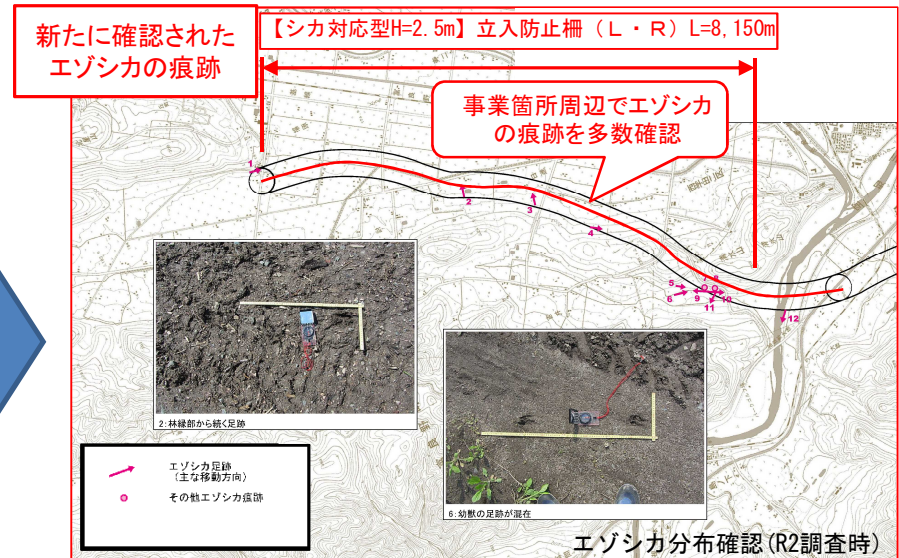 新たに確認された
エゾシカの痕跡
【シカ対応型H=2.5m】立入防止柵（L・R）L=8,150m
事業箇所周辺でエゾシカ
の痕跡を多数確認
1
2
3
4
5
6
7
8
9
10
11
12
2:林縁部から続く足跡
6:幼獣の足跡が混在
エゾシカ足跡
（主な移動方向）
その他エゾシカ痕跡
エゾシカ分布確認(R2調査時)